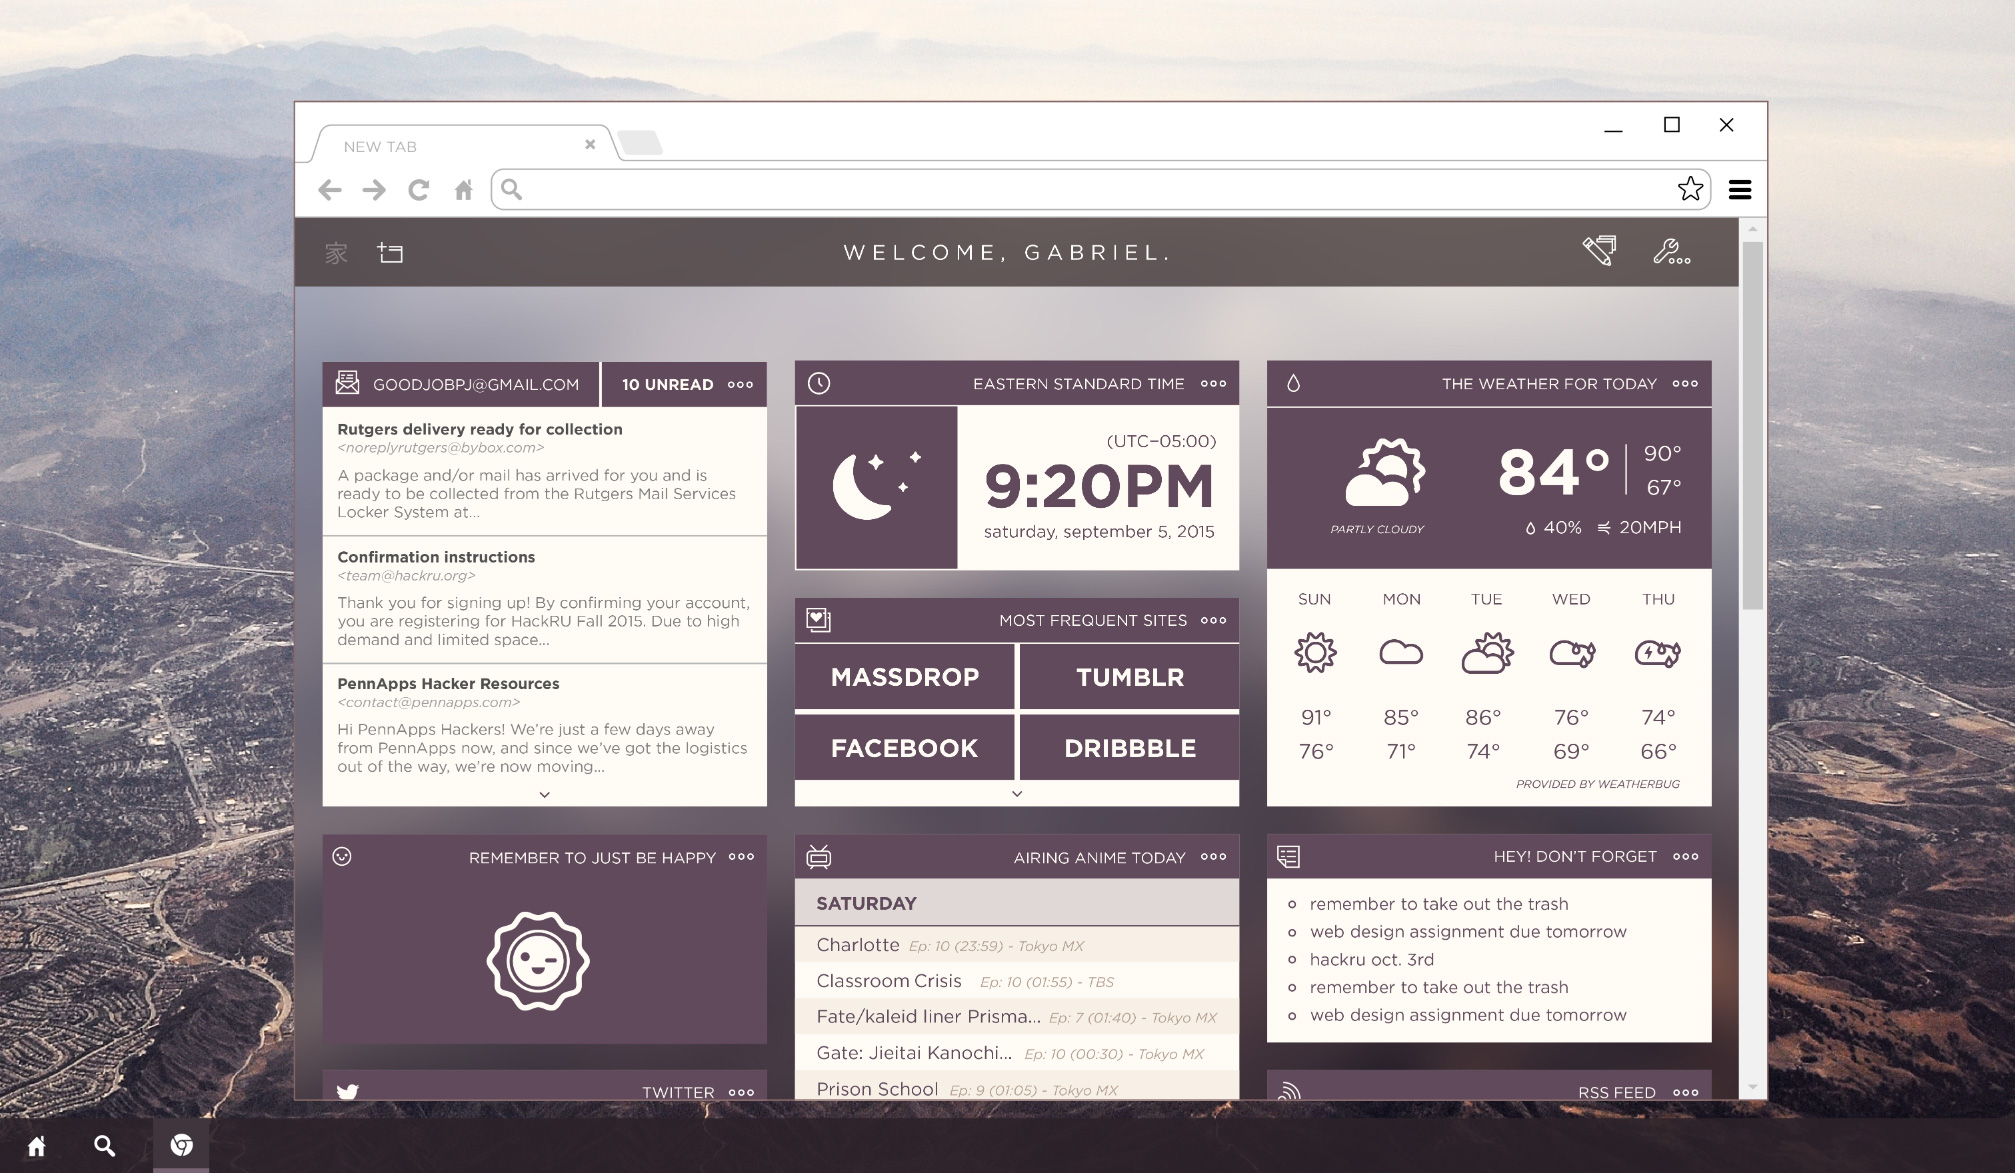 NEW TAB
家
WELCOME, GABRIEL.
GOODJOBPJ@GMAIL.COM
10 UNREAD
Rutgers delivery ready for collection
<noreplyrutgers@bybox.com>
A package and/or mail has arrived for you and is
ready to be collected from the Rutgers Mail Services
Locker System at...
Confirmation instructions
<team@hackru.org>
Thank you for signing up! By confirming your account,
you are registering for HackRU Fall 2015. Due to high
demand and limited space...
PennApps Hacker Resources
<contact@pennapps.com>
Hi PennApps Hackers! We're just a few days away
from PennApps now, and since we've got the logistics
out of the way, we're now moving...
EASTERN STANDARD TIME
(UTC−05:00)
9:20PM
saturday, september 5, 2015
MOST FREQUENT SITES
MASSDROP
TUMBLR
FACEBOOK
DRIBBBLE
THE WEATHER FOR TODAY
PARTLY CLOUDY
84°
90°
67°
40%
20MPH
SUN MON TUE WED THU
91° 85° 86° 76° 74°
76° 71° 74° 69° 66°
PROVIDED BY WEATHERBUG
REMEMBER TO JUST BE HAPPY
AIRING ANIME TODAY
SATURDAY
Charlotte Ep: 10 (23:59) - Tokyo MX
Classroom Crisis Ep: 10 (01:55) - TBS
Fate/kaleid liner Prisma... Ep: 7 (01:40) - Tokyo MX
Gate: Jieitai Kanochi... Ep: 10 (00:30) - Tokyo MX
Prison School Ep: 9 (01:05) - Tokyo MX
HEY! DON'T FORGET
remember to take out the trash
web design assignment due tomorrow
hackru oct. 3rd
remember to take out the trash
web design assignment due tomorrow
TWITTER
RSS FEED